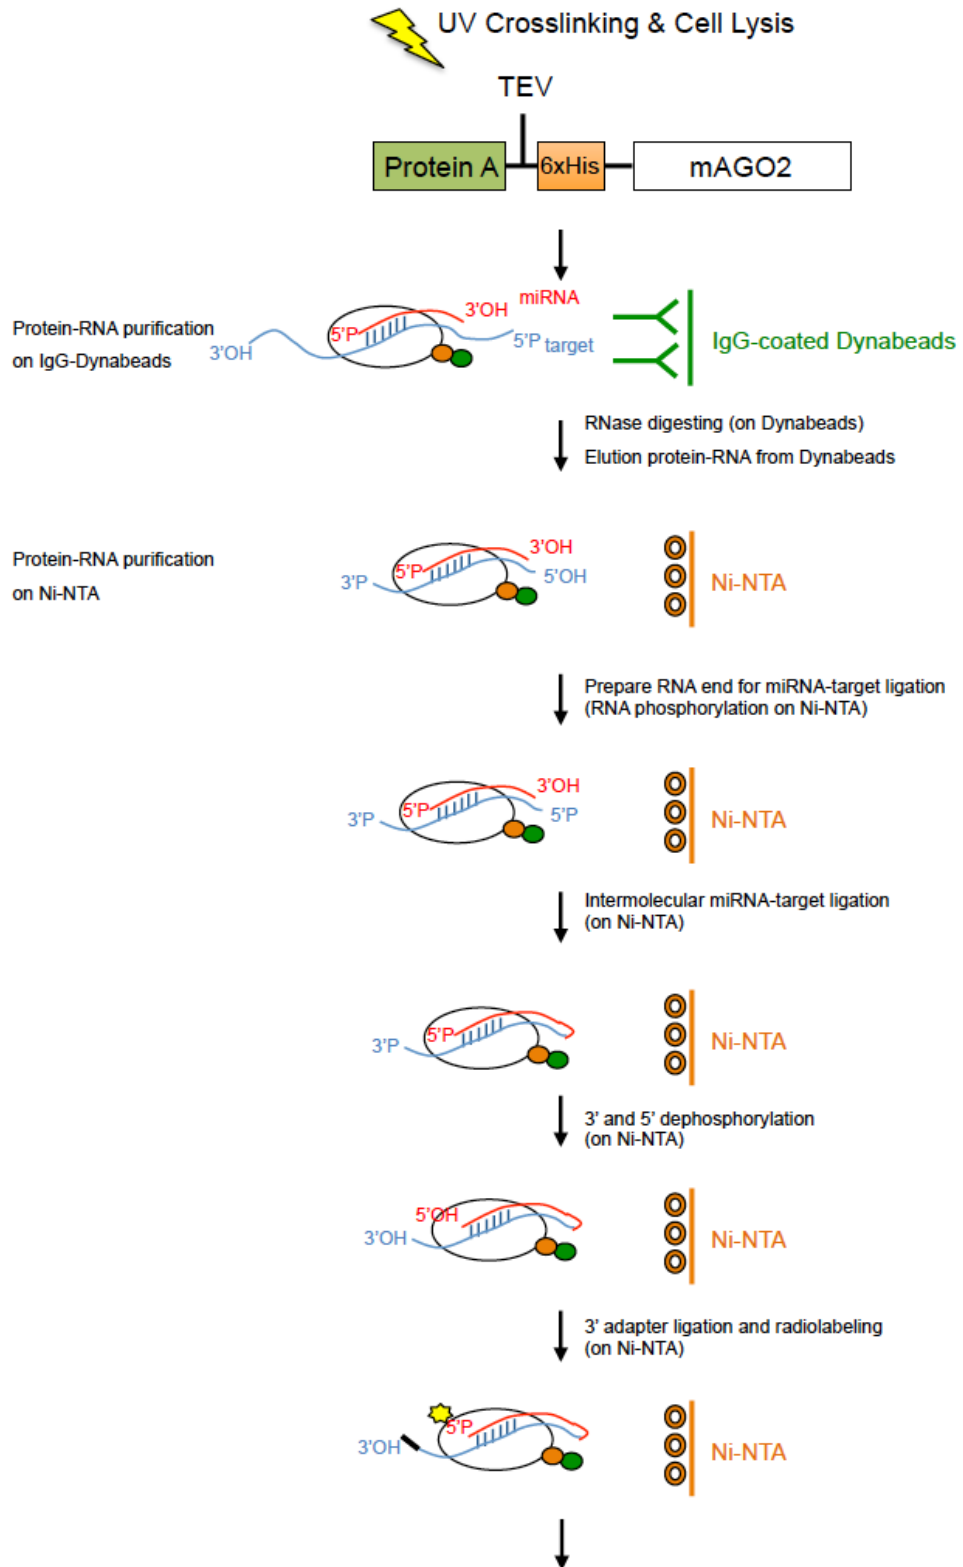 UV Crosslinking & Cell Lysis
TEV
Protein A
6xHis
mAGO2
Protein-RNA purification
on IgG-Dynabeads
miRNA
3'OH
5'P
3'OH
5'P target
IgG-coated Dynabeads
RNase digesting (on Dynabeads)
Elution protein-RNA from Dynabeads
Protein-RNA purification
on Ni-NTA
3'OH
5'P
5'OH
3'P
Ni-NTA
Prepare RNA end for miRNA-target ligation
(RNA phosphorylation on Ni-NTA)
3'OH
5'P
5'P
3'P
Ni-NTA
Intermolecular miRNA-target ligation
(on Ni-NTA)
5'P
3'P
Ni-NTA
3' and 5' dephosphorylation
(on Ni-NTA)
5'OH
3'OH
Ni-NTA
3' adapter ligation and radiolabeling
(on Ni-NTA)
5'P
3'OH
Ni-NTA